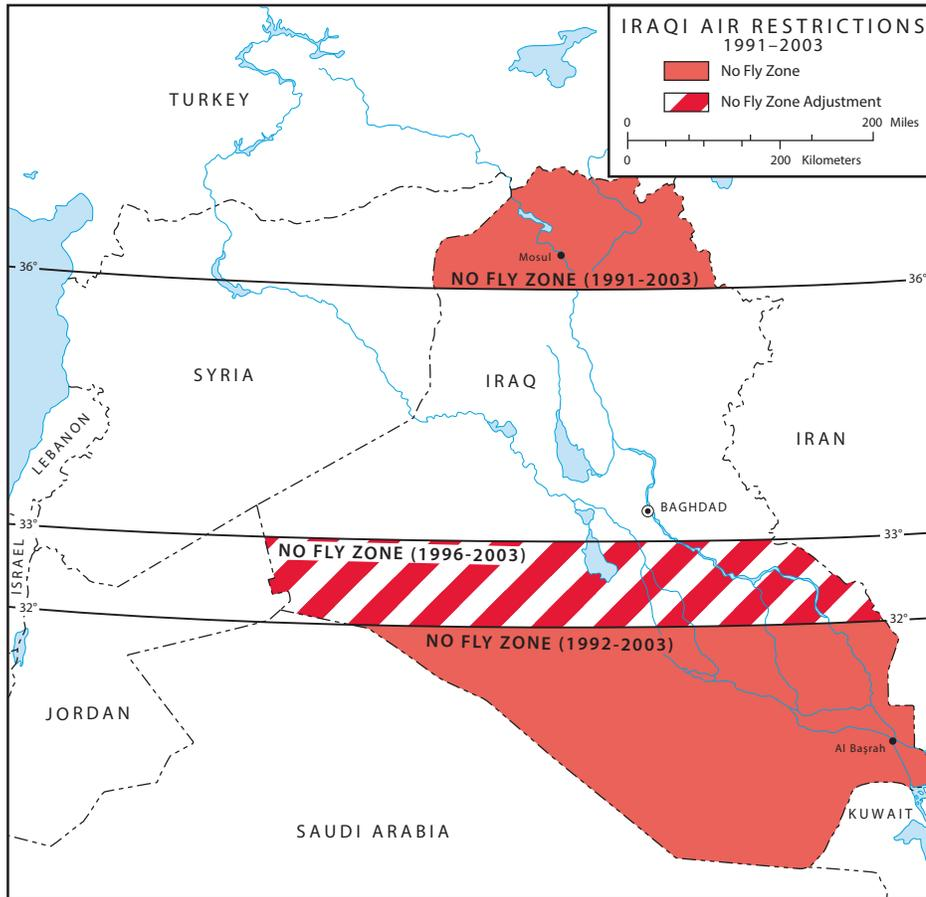 IRAQI AIR RESTRICTIONS
1991–2003
No Fly Zone
No Fly Zone Adjustment
0 200 Miles
0 200 Kilometers
TURKEY
Mosul
36°
NO FLY ZONE (1991-2003)
36°
SYRIA
IRAQ
LEBANON
IRAN
BAGHDAD
33°
33°
NO FLY ZONE (1996-2003)
ISRAEL
32°
32°
NO FLY ZONE (1992-2003)
JORDAN
Al Başrah
KUWAIT
SAUDI ARABIA